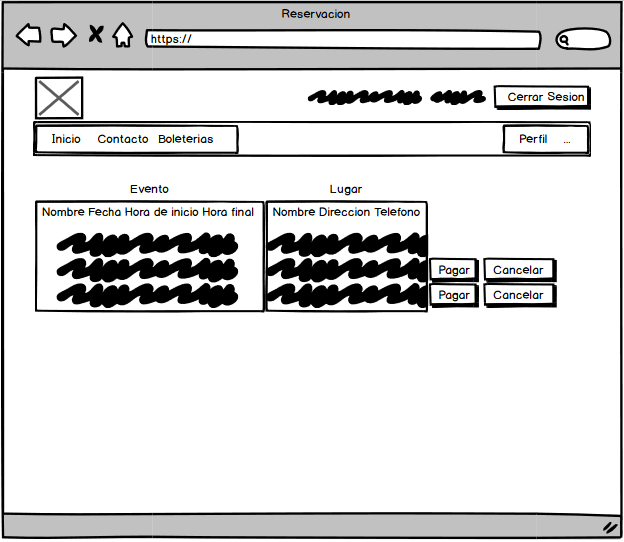 Reservacion
https://
Cerrar Sesion
Inicio Contacto Boleterias Perfil ...
Evento Lugar
Nombre Fecha Hora de inicio Hora final Nombre Direccion Telefono
Pagar Cancelar
Pagar Cancelar